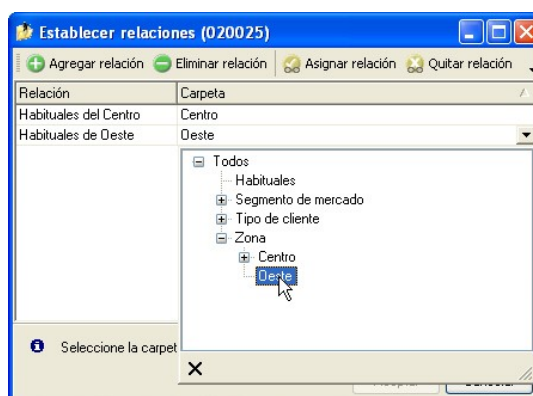 Establecer relaciones (020025)
Agregar relación Eliminar relación Asignar relación Quitar relación
Relación Carpeta
Habituales del Centro Centro
Habituales de Oeste Oeste
Todos
Habituales
Segmento de mercado
Tipo de cliente
Zona
Centro
Oeste
Seleccione la carpet